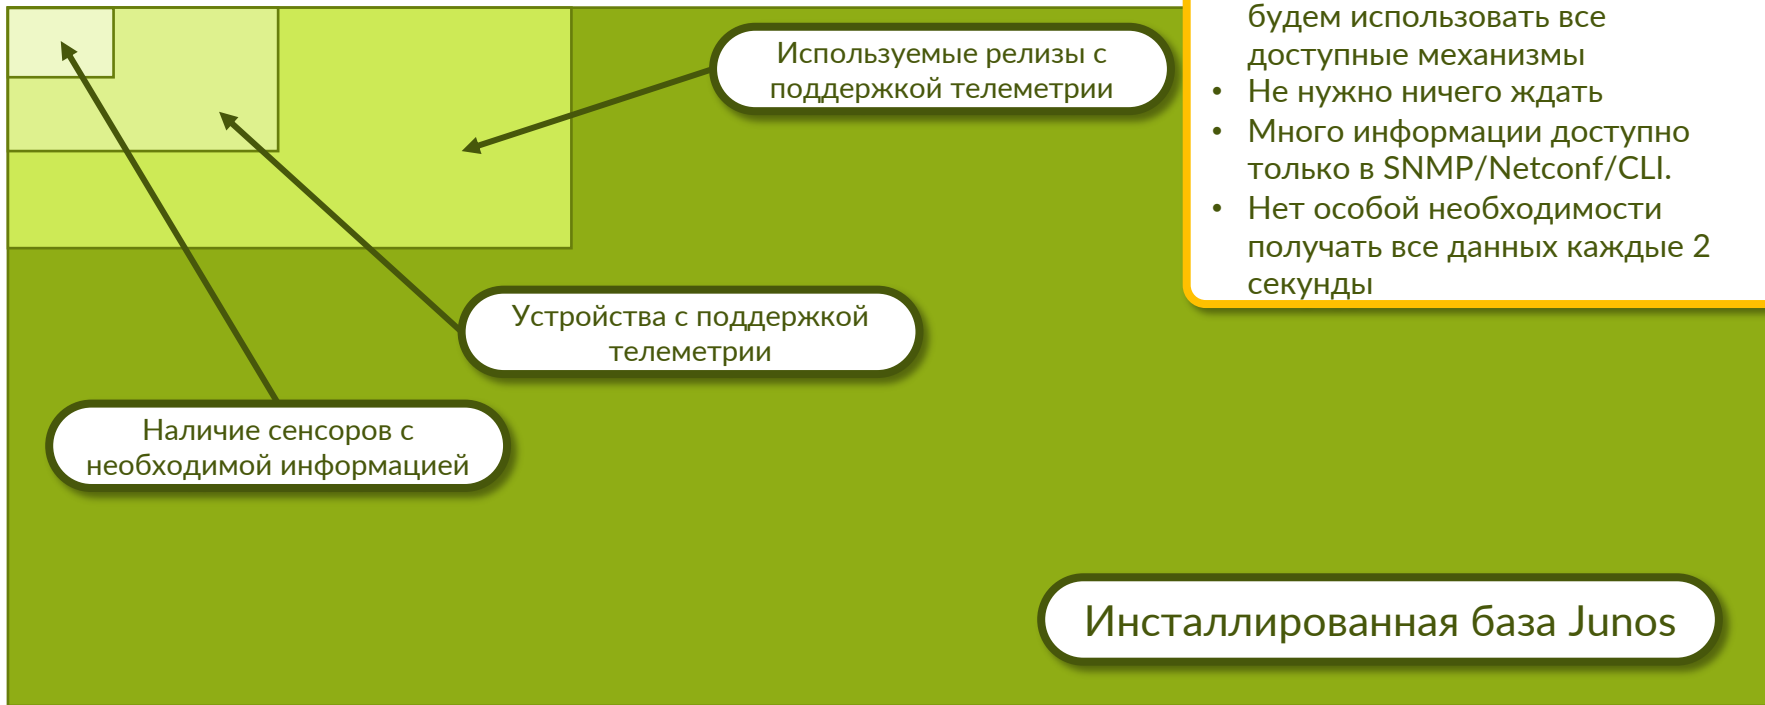 будем использовать все
доступные механизмы
• Не нужно ничего ждать
• Много информации доступно
только в SNMP/Netconf/CLI.
• Нет особой необходимости
получать все данных каждые 2
секунды
Используемые релизы с
поддержкой телеметрии
Устройства с поддержкой
телеметрии
Наличие сенсоров с
необходимой информацией
Инсталлированная база Junos